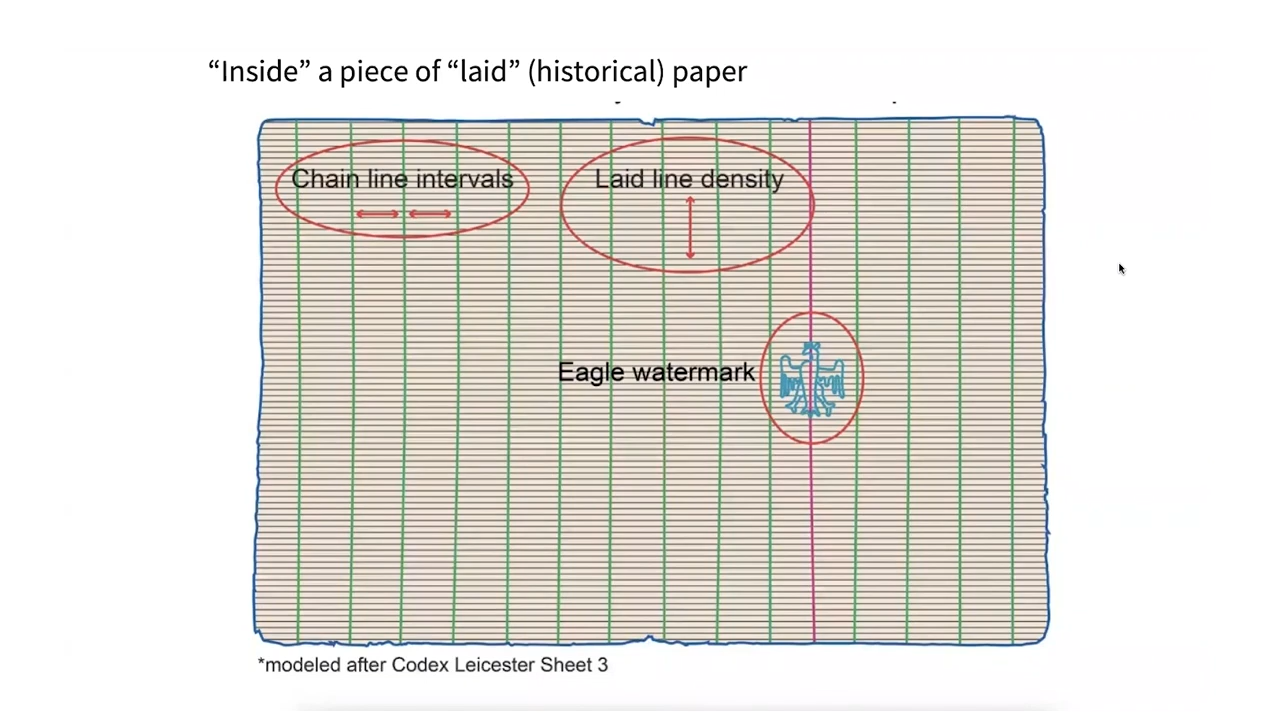 “Inside” a piece of “laid” (historical) paper
Chain line intervals
Laid line density
Eagle watermark
*modeled after Codex Leicester Sheet 3